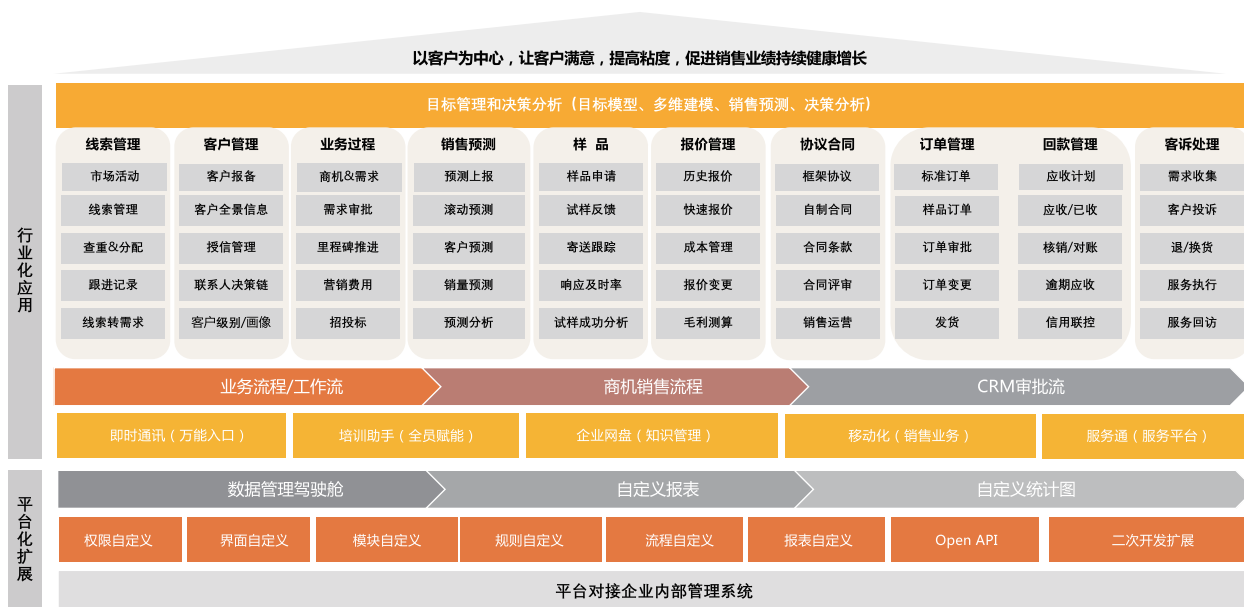 以客户为中心，让客户满意，提高粘度，促进销售业绩持续健康增长
目标管理和决策分析（目标模型、多维建模、销售预测、决策分析）
行业化应用
线索管理 客户管理 业务过程 销售预测 样 品 报价管理 协议合同 订单管理 回款管理 客诉处理
市场活动 客户报备 商机&需求 预测上报 样品申请 历史报价 框架协议 标准订单 应收计划 需求收集
线索管理 客户全景信息 需求审批 滚动预测 试样反馈 快速报价 自制合同 样品订单 应收/已收 客户投诉
查重&分配 授信管理 里程碑推进 客户预测 寄送跟踪 成本管理 合同条款 订单审批 核销/对账 退/换货
跟进记录 联系人决策链 营销费用 销量预测 响应及时率 报价变更 合同评审 订单变更 逾期应收 服务执行
线索转需求 客户级别/画像 招投标 预测分析 试样成功分析 毛利测算 销售运营 发货 信用联控 服务回访
业务流程/工作流 商机销售流程 CRM审批流
即时通讯（万能入口） 培训助手（全员赋能） 企业网盘（知识管理） 移动化（销售业务） 服务通（服务平台）
平台化扩展
数据管理驾驶舱 自定义报表 自定义统计图
权限自定义 界面自定义 模块自定义 规则自定义 流程自定义 报表自定义 Open API 二次开发扩展
平台对接企业内部管理系统